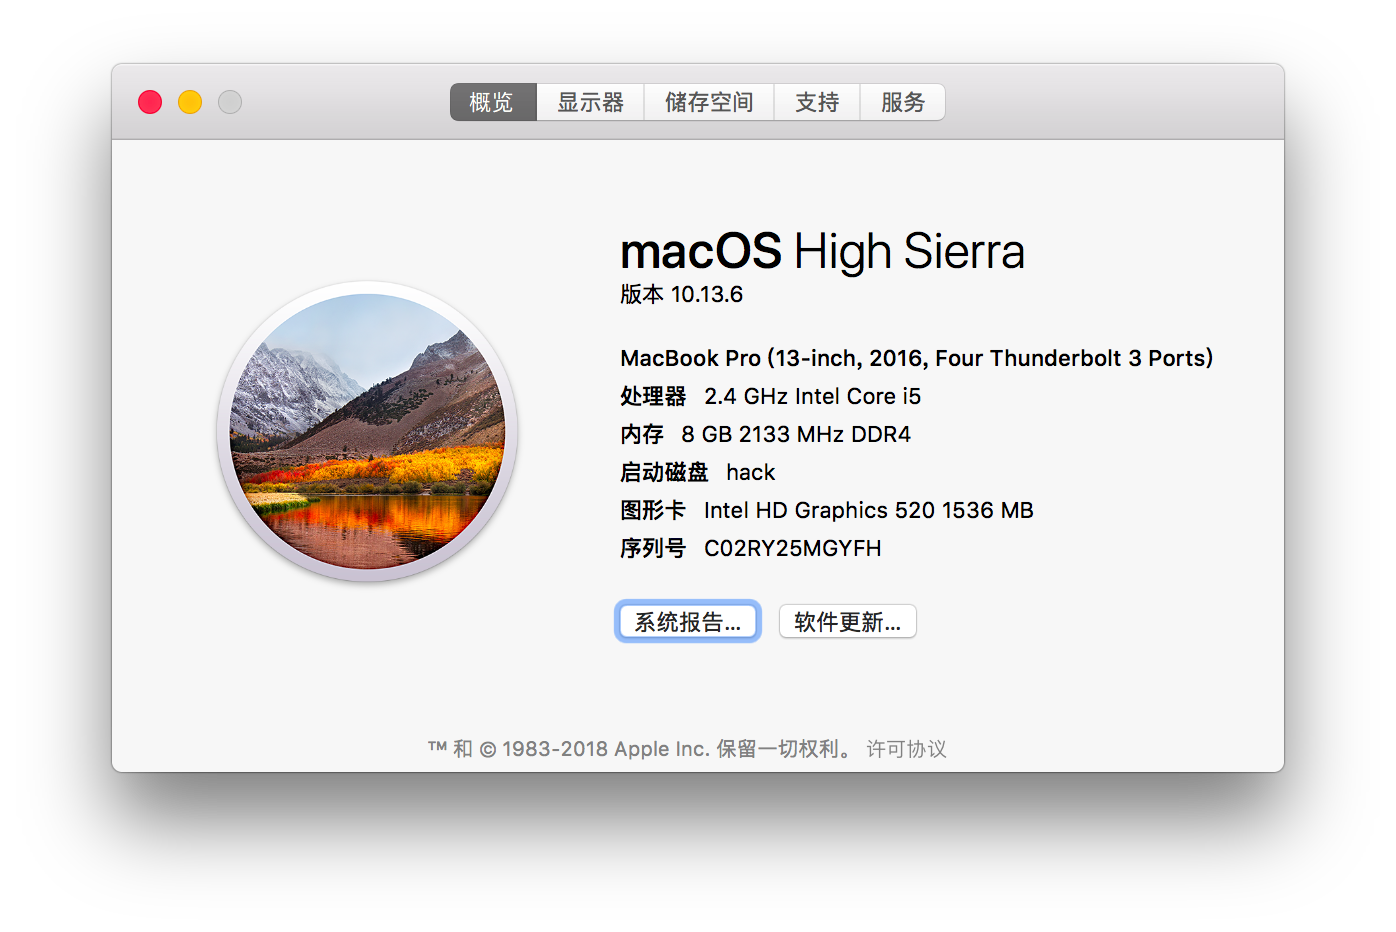 概览 显示器 储存空间 支持 服务
macOS High Sierra
版本 10.13.6
MacBook Pro (13-inch, 2016, Four Thunderbolt 3 Ports)
处理器 2.4 GHz Intel Core i5
内存 8 GB 2133 MHz DDR4
启动磁盘 hack
图形卡 Intel HD Graphics 520 1536 MB
序列号 C02RY25MGYFH
系统报告... 软件更新...
™ 和 © 1983-2018 Apple Inc. 保留一切权利。 许可协议